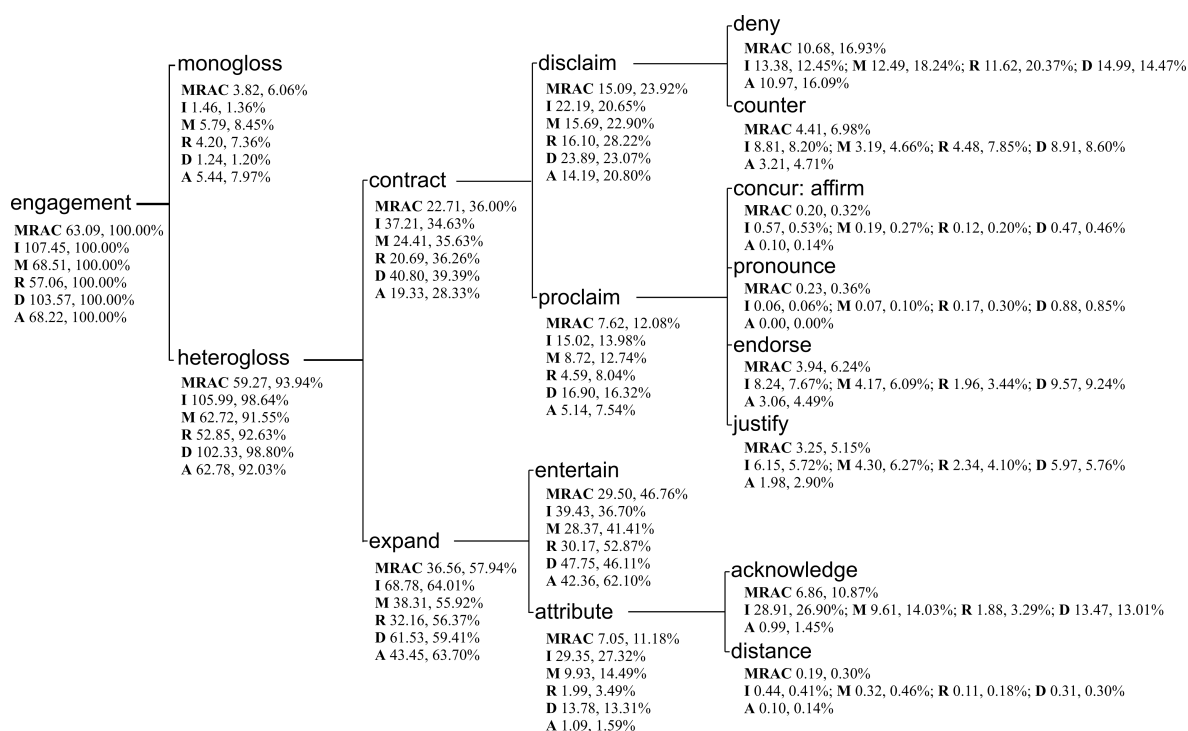 engagement
MRAC 63.09, 100.00%
I 107.45, 100.00%
M 68.51, 100.00%
R 57.06, 100.00%
D 103.57, 100.00%
A 68.22, 100.00%
monogloss
MRAC 3.82, 6.06%
I 1.46, 1.36%
M 5.79, 8.45%
R 4.20, 7.36%
D 1.24, 1.20%
A 5.44, 7.97%
heterogloss
MRAC 59.27, 93.94%
I 105.99, 98.64%
M 62.72, 91.55%
R 52.85, 92.63%
D 102.33, 98.80%
A 62.78, 92.03%
contract
MRAC 22.71, 36.00%
I 37.21, 34.63%
M 24.41, 35.63%
R 20.69, 36.26%
D 40.80, 39.39%
A 19.33, 28.33%
disclaim
MRAC 15.09, 23.92%
I 22.19, 20.65%
M 15.69, 22.90%
R 16.10, 28.22%
D 23.89, 23.07%
A 14.19, 20.80%
deny
MRAC 10.68, 16.93%
I 13.38, 12.45%; M 12.49, 18.24%; R 11.62, 20.37%; D 14.99, 14.47%
A 10.97, 16.09%
counter
MRAC 4.41, 6.98%
I 8.81, 8.20%; M 3.19, 4.66%; R 4.48, 7.85%; D 8.91, 8.60%
A 3.21, 4.71%
proclaim
MRAC 7.62, 12.08%
I 15.02, 13.98%
M 8.72, 12.74%
R 4.59, 8.04%
D 16.90, 16.32%
A 5.14, 7.54%
concur: affirm
MRAC 0.20, 0.32%
I 0.57, 0.53%; M 0.19, 0.27%; R 0.12, 0.20%; D 0.47, 0.46%
A 0.10, 0.14%
pronounce
MRAC 0.23, 0.36%
I 0.06, 0.06%; M 0.07, 0.10%; R 0.17, 0.30%; D 0.88, 0.85%
A 0.00, 0.00%
endorse
MRAC 3.94, 6.24%
I 8.24, 7.67%; M 4.17, 6.09%; R 1.96, 3.44%; D 9.57, 9.24%
A 3.06, 4.49%
justify
MRAC 3.25, 5.15%
I 6.15, 5.72%; M 4.30, 6.27%; R 2.34, 4.10%; D 5.97, 5.76%
A 1.98, 2.90%
expand
MRAC 36.56, 57.94%
I 68.78, 64.01%
M 38.31, 55.92%
R 32.16, 56.37%
D 61.53, 59.41%
A 43.45, 63.70%
entertain
MRAC 29.50, 46.76%
I 39.43, 36.70%
M 28.37, 41.41%
R 30.17, 52.87%
D 47.75, 46.11%
A 42.36, 62.10%
attribute
MRAC 7.05, 11.18%
I 29.35, 27.32%
M 9.93, 14.49%
R 1.99, 3.49%
D 13.78, 13.31%
A 1.09, 1.59%
acknowledge
MRAC 6.86, 10.87%
I 28.91, 26.90%; M 9.61, 14.03%; R 1.88, 3.29%; D 13.47, 13.01%
A 0.99, 1.45%
distance
MRAC 0.19, 0.30%
I 0.44, 0.41%; M 0.32, 0.46%; R 0.11, 0.18%; D 0.31, 0.30%
A 0.10, 0.14%